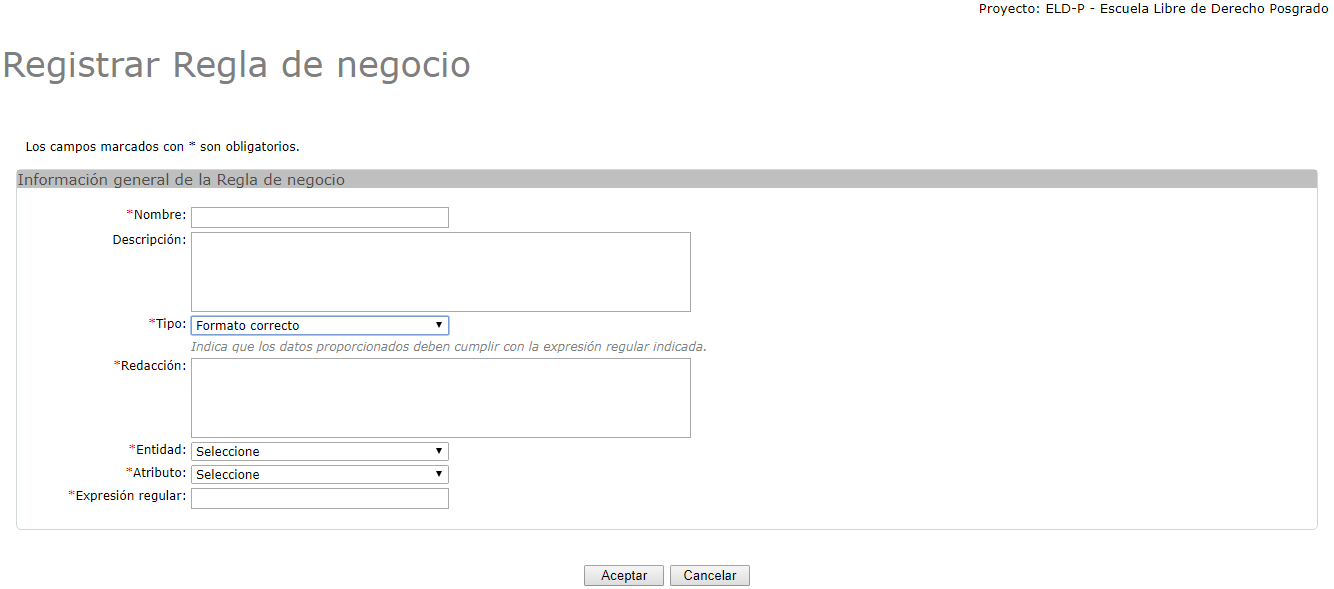 Proyecto: ELD-P - Escuela Libre de Derecho Posgrado
Registrar Regla de negocio
Los campos marcados con * son obligatorios.
Información general de la Regla de negocio
*Nombre:
Descripción:
*Tipo: Formato correcto
Indica que los datos proporcionados deben cumplir con la expresión regular indicada.
*Redacción:
*Entidad: Seleccione
*Atributo: Seleccione
*Expresión regular:
Aceptar Cancelar